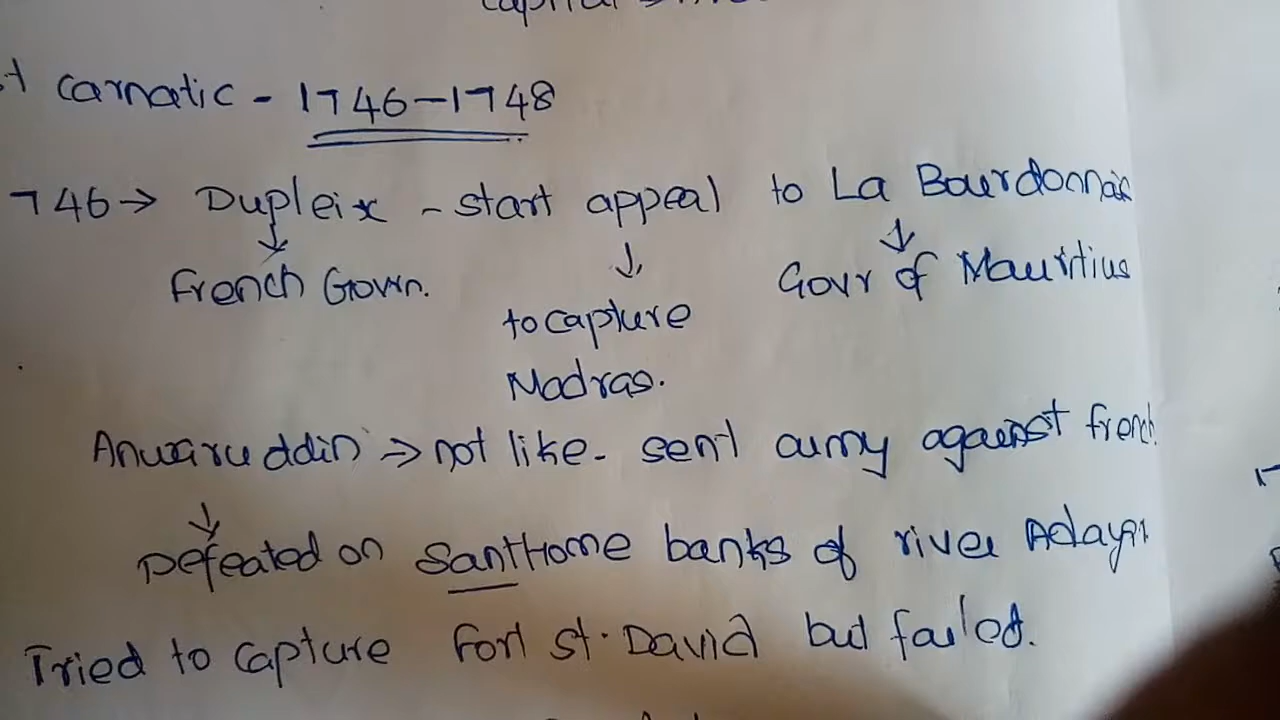 Carnatic - 1746-1748
746→ Dupleix - start appeal to La Bourdonnais
French Govrn. to capture Govr of Mauritius
Madras.
Anwaruddin → not like - sent army against french
Defeated on SantHome banks of river Adayar
Tried to capture Fort St. David but failed.